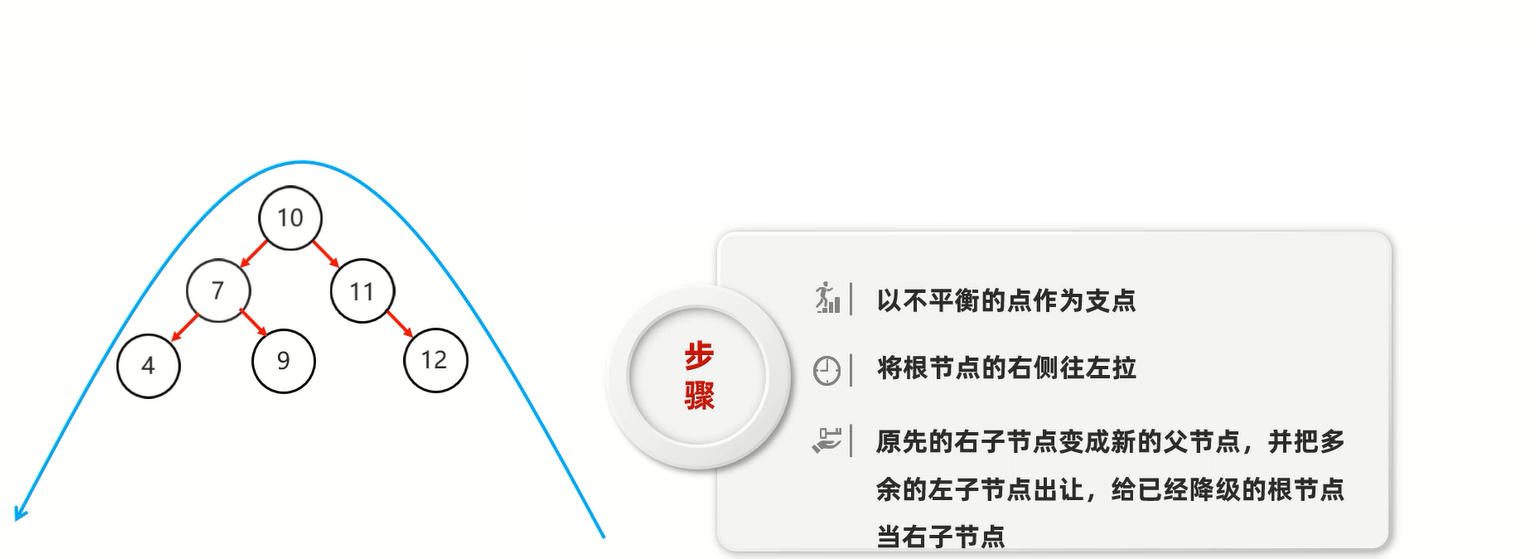 10
7
11
4
9
12
步
骤
以不平衡的点作为支点
将根节点的右侧往左拉
原先的右子节点变成新的父节点，并把多
余的左子节点出让，给已经降级的根节点
当右子节点